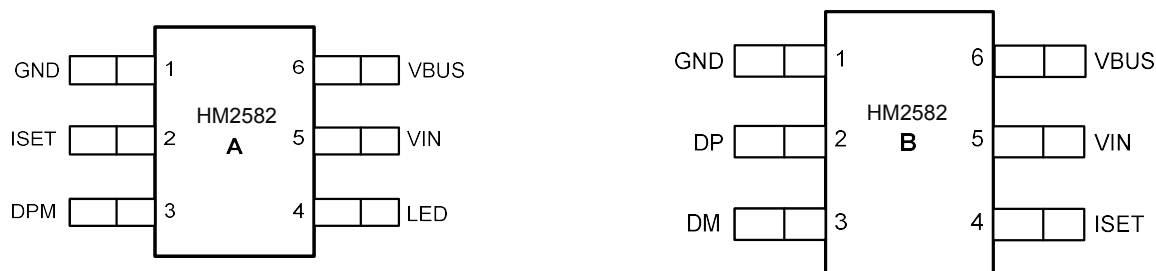 GND 1 6 VBUS
HM2582
ISET 2 A 5 VIN
DPM 3 4 LED
GND 1 6 VBUS
HM2582
DP 2 B 5 VIN
DM 3 4 ISET